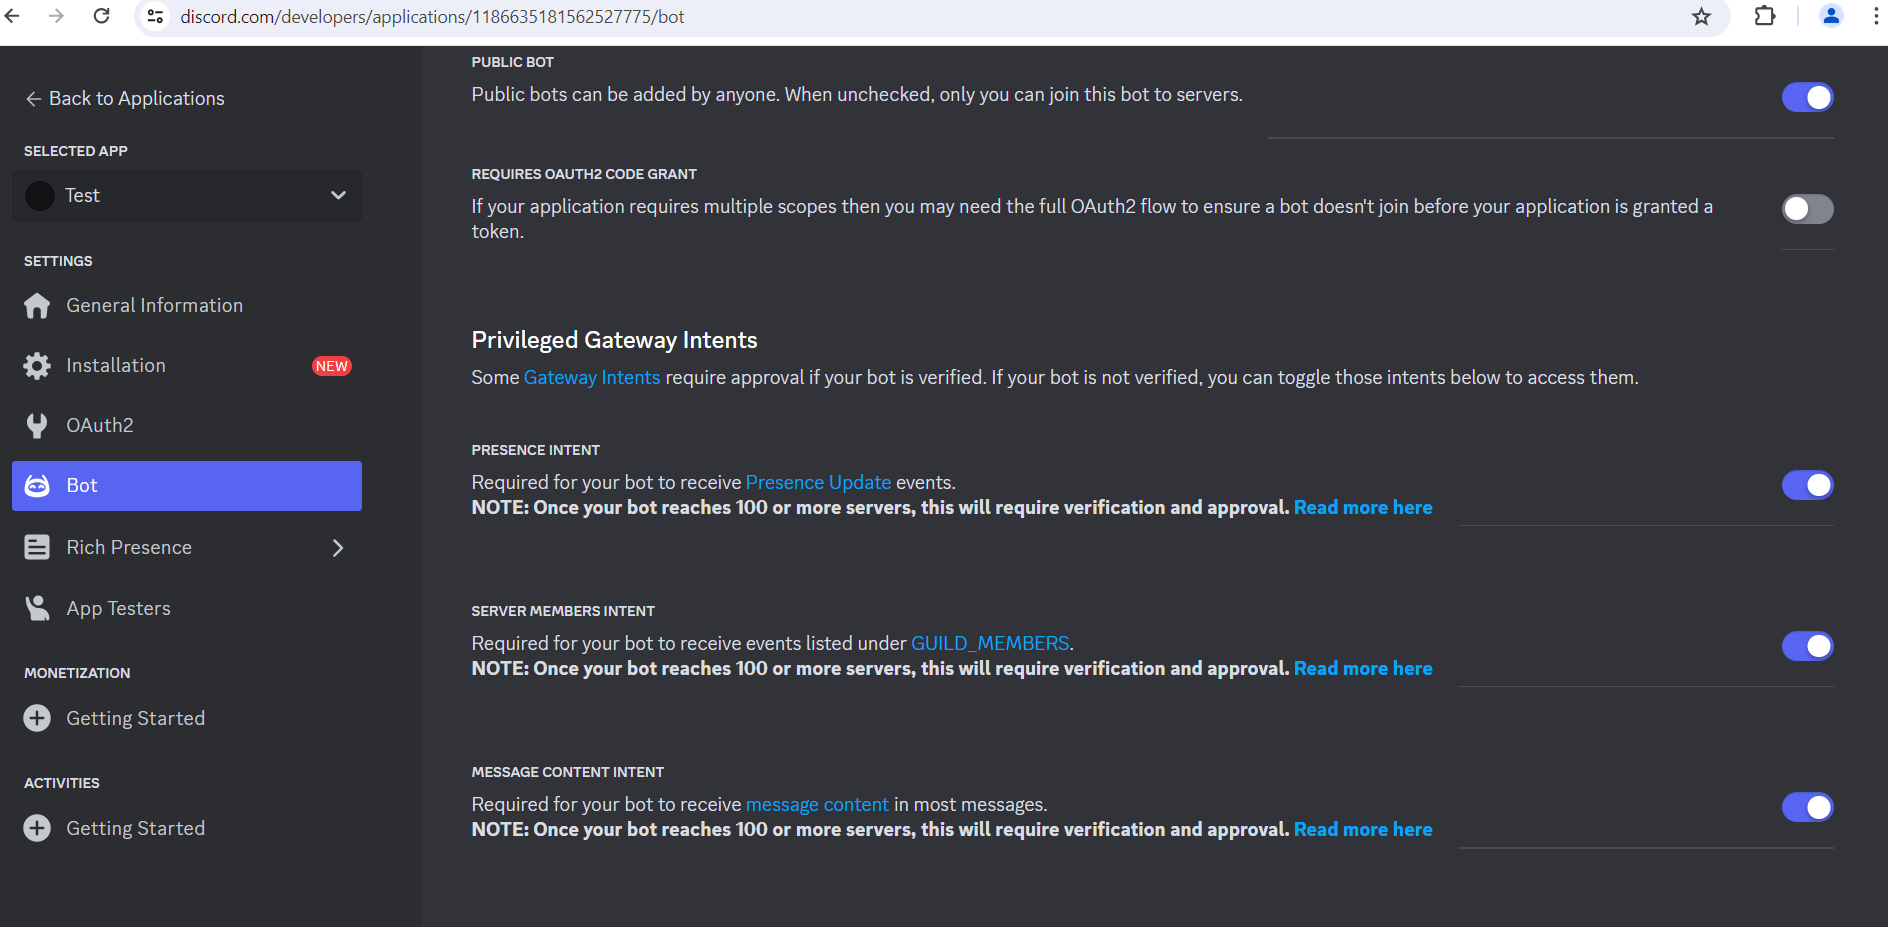 discord.com/developers/applications/1186635181562527775/bot
Back to Applications
SELECTED APP
Test
SETTINGS
General Information
Installation
NEW
OAuth2
Bot
Rich Presence
App Testers
MONETIZATION
Getting Started
ACTIVITIES
Getting Started
PUBLIC BOT
Public bots can be added by anyone. When unchecked, only you can join this bot to servers.
REQUIRES OAUTH2 CODE GRANT
If your application requires multiple scopes then you may need the full OAuth2 flow to ensure a bot doesn't join before your application is granted a
token.
Privileged Gateway Intents
Some Gateway Intents require approval if your bot is verified. If your bot is not verified, you can toggle those intents below to access them.
PRESENCE INTENT
Required for your bot to receive Presence Update events.
NOTE: Once your bot reaches 100 or more servers, this will require verification and approval. Read more here
SERVER MEMBERS INTENT
Required for your bot to receive events listed under GUILD_MEMBERS.
NOTE: Once your bot reaches 100 or more servers, this will require verification and approval. Read more here
MESSAGE CONTENT INTENT
Required for your bot to receive message content in most messages.
NOTE: Once your bot reaches 100 or more servers, this will require verification and approval. Read more here